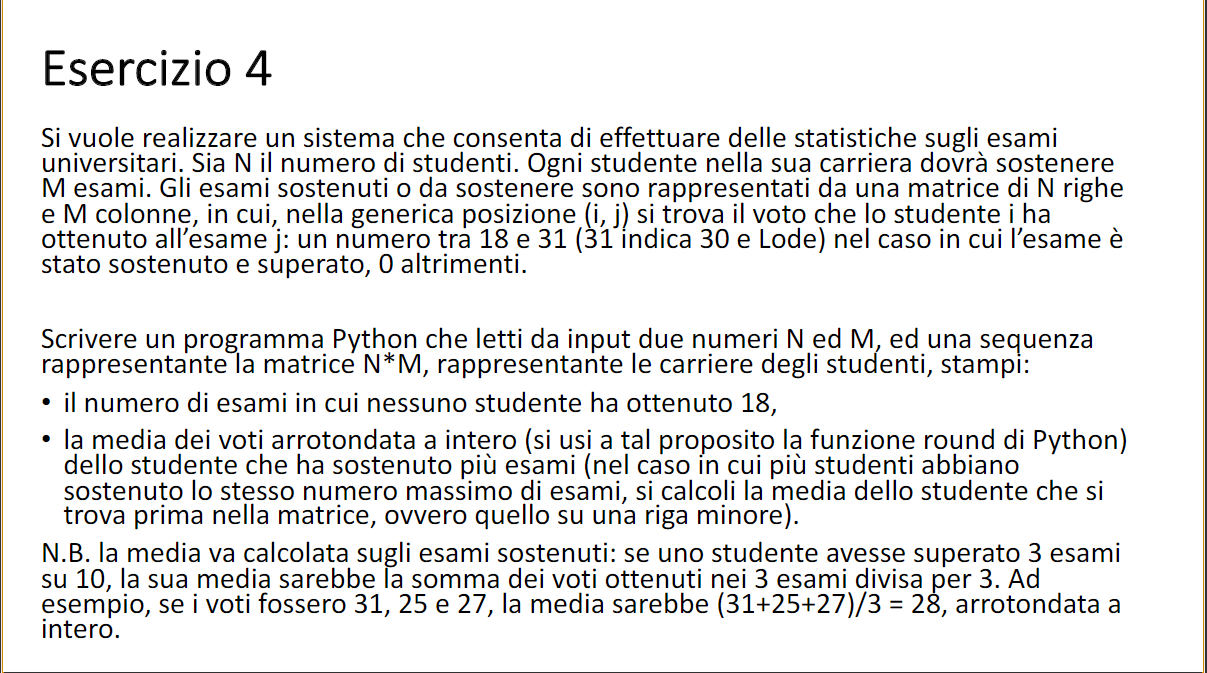 Esercizio 4
Si vuole realizzare un sistema che consenta di effettuare delle statistiche sugli esami
universitari. Sia N il numero di studenti. Ogni studente nella sua carriera dovrà sostenere
M esami. Gli esami sostenuti o da sostenere sono rappresentati da una matrice di N righe
e M colonne, in cui, nella generica posizione (i, j) si trova il voto che lo studente i ha
ottenuto all’esame j: un numero tra 18 e 31 (31 indica 30 e Lode) nel caso in cui l’esame è
stato sostenuto e superato, 0 altrimenti.
Scrivere un programma Python che letti da input due numeri N ed M, ed una sequenza
rappresentante la matrice N*M, rappresentante le carriere degli studenti, stampi:
• il numero di esami in cui nessuno studente ha ottenuto 18,
• la media dei voti arrotondata a intero (si usi a tal proposito la funzione round di Python)
dello studente che ha sostenuto più esami (nel caso in cui più studenti abbiano
sostenuto lo stesso numero massimo di esami, si calcoli la media dello studente che si
trova prima nella matrice, ovvero quello su una riga minore).
N.B. la media va calcolata sugli esami sostenuti: se uno studente avesse superato 3 esami
su 10, la sua media sarebbe la somma dei voti ottenuti nei 3 esami divisa per 3. Ad
esempio, se i voti fossero 31, 25 e 27, la media sarebbe (31+25+27)/3 = 28, arrotondata a
intero.